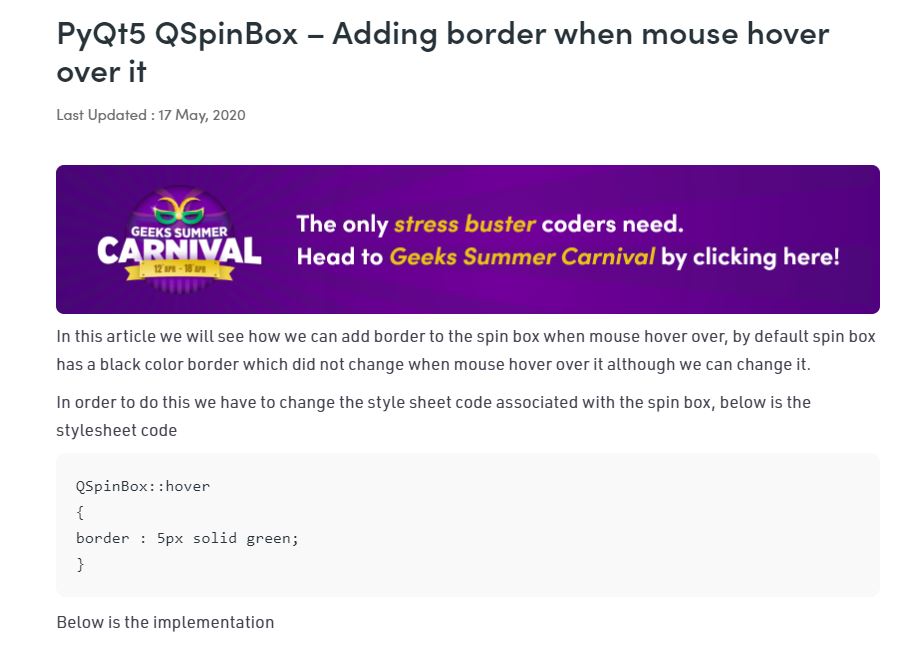 PyQt5 QSpinBox – Adding border when mouse hover
over it
Last Updated : 17 May, 2020
GEEKS SUMMER
CARNIVAL
12 APR - 18 APR
The only stress buster coders need.
Head to Geeks Summer Carnival by clicking here!
In this article we will see how we can add border to the spin box when mouse hover over, by default spin box
has a black color border which did not change when mouse hover over it although we can change it.
In order to do this we have to change the style sheet code associated with the spin box, below is the
stylesheet code
QSpinBox::hover
{
border : 5px solid green;
}
Below is the implementation